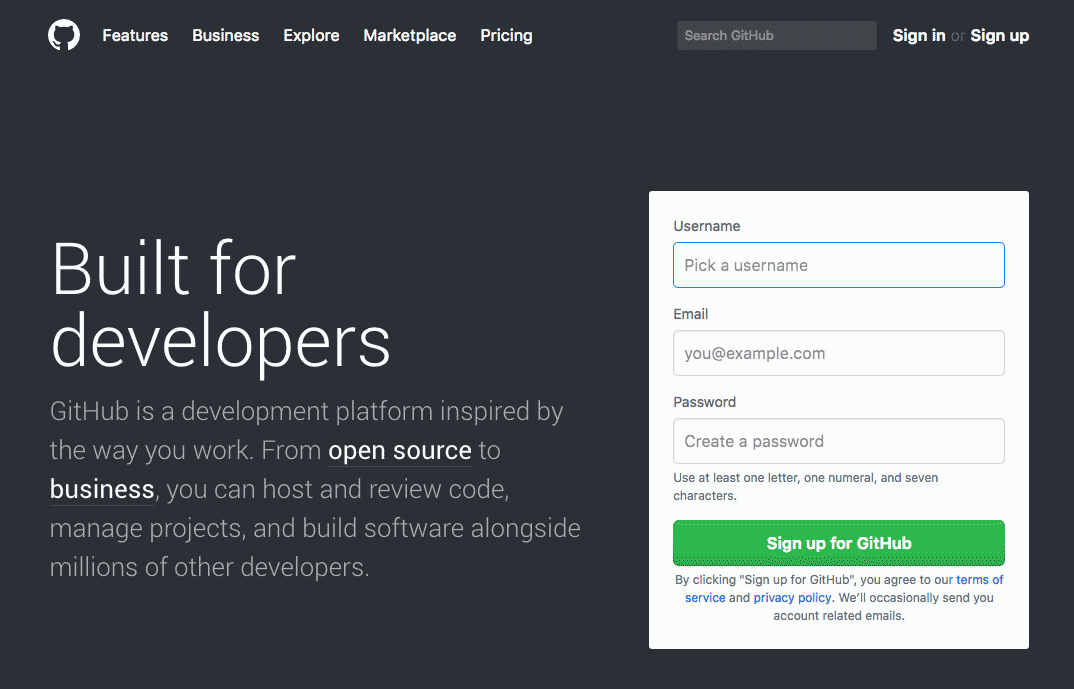 Features Business Explore Marketplace Pricing Search GitHub Sign in or Sign up
Built for
developers
GitHub is a development platform inspired by
the way you work. From open source to
business, you can host and review code,
manage projects, and build software alongside
millions of other developers.
Username
Pick a username
Email
you@example.com
Password
Create a password
Use at least one letter, one numeral, and seven
characters.
Sign up for GitHub
By clicking "Sign up for GitHub", you agree to our terms of
service and privacy policy. We’ll occasionally send you
account related emails.